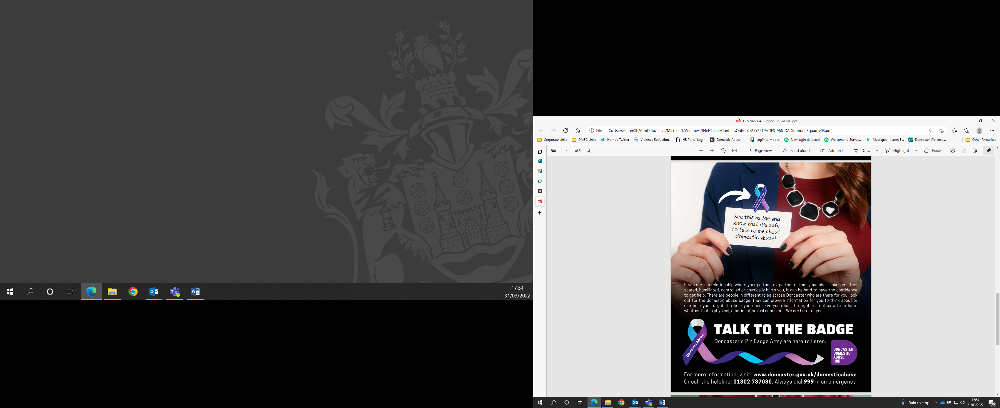 17:54
31/03/2022
DES-966-DA-Support-Squad-v03.pdf
File C:/Users/KarenSh/AppData/Local/Microsoft/Windows/INetCache/Content.Outlook/2ZYFFTJ9/DES-966-DA-Support-Squad-v03.pdf
Corporate Links DMBC Links Home / Twitter Violence Reduction... HR Portal Login Domestic Abuse -... Login to Modus New login detected Welcome to Survey... Messages - Karen S... Doncaster Violence... Other favourites
4 of 5 Page view Read aloud Add text Draw Highlight Erase
Domestic Abuse
See this badge and
know that it's safe
to talk to me about
domestic abuse!
If you are in a relationship where your partner, ex-partner or family member makes you feel
scared, humiliated, controlled or physically hurts you, it can be hard to have the confidence
to get help. There are people in different roles across Doncaster who are there for you, look
out for the domestic abuse badge, they can provide information for you to think about or
can help you to get the help you need. Everyone has the right to feel safe from harm
whether that is physical, emotional, sexual or neglect. We are here for you.
Domestic Abuse
TALK TO THE BADGE
Doncaster's Pin Badge Army are here to listen.
DONCASTER
DOMESTIC
ABUSE
HUB
For more information, visit: www.doncaster.gov.uk/domesticabuse
Or call the helpline: 01302 737080. Always dial 999 in an emergency
Rain to stop
17:54
31/03/2022
30